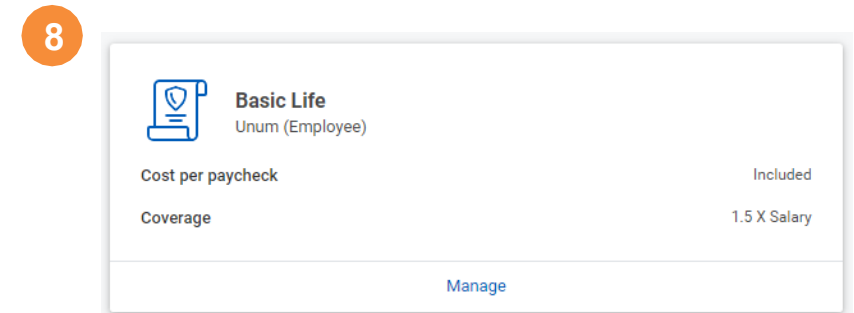 8
Basic Life
Unum (Employee)
Cost per paycheck Included
Coverage 1.5 X Salary
Manage